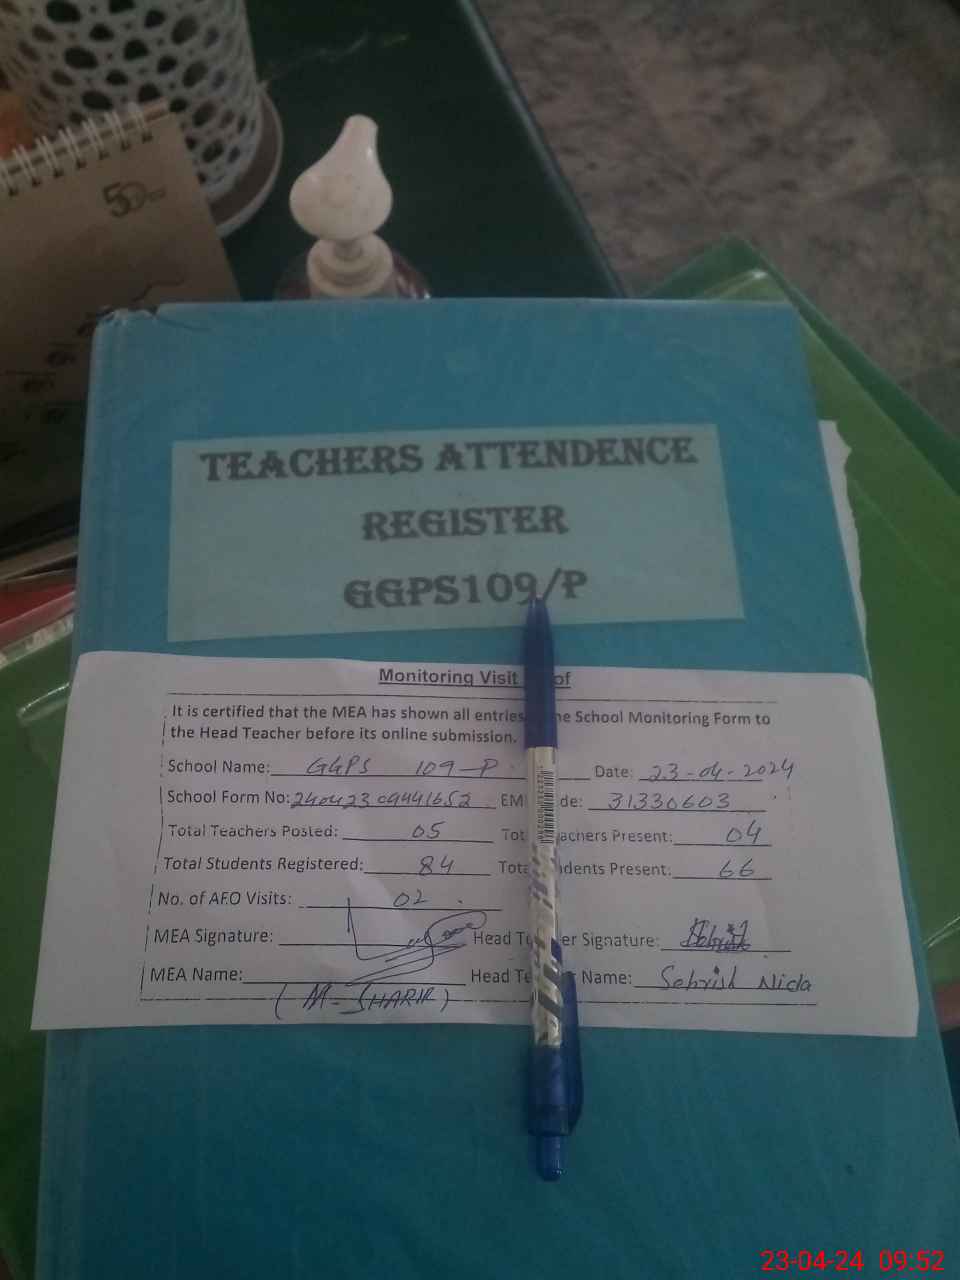 50
TEACHERS ATTENDENCE
REGISTER
GGPS109/P
Monitoring Visit of
It is certified that the MEA has shown all entries School Monitoring Form to
the Head Teacher before its online submission.
School Name: GGPS 109-P Date: 23-04-2024
School Form No: 24042309441652 EM de: 31330603
Total Teachers Posted: 05 Tot achers Present: 04
Total Students Registered: 84 Tota dents Present: 66
No. of AEO Visits: 02
MEA Signature: Head Te er Signature:
MEA Name: Head Te Name: Sehrish Nida
(M-SHARIF)
23-04-24 09:52